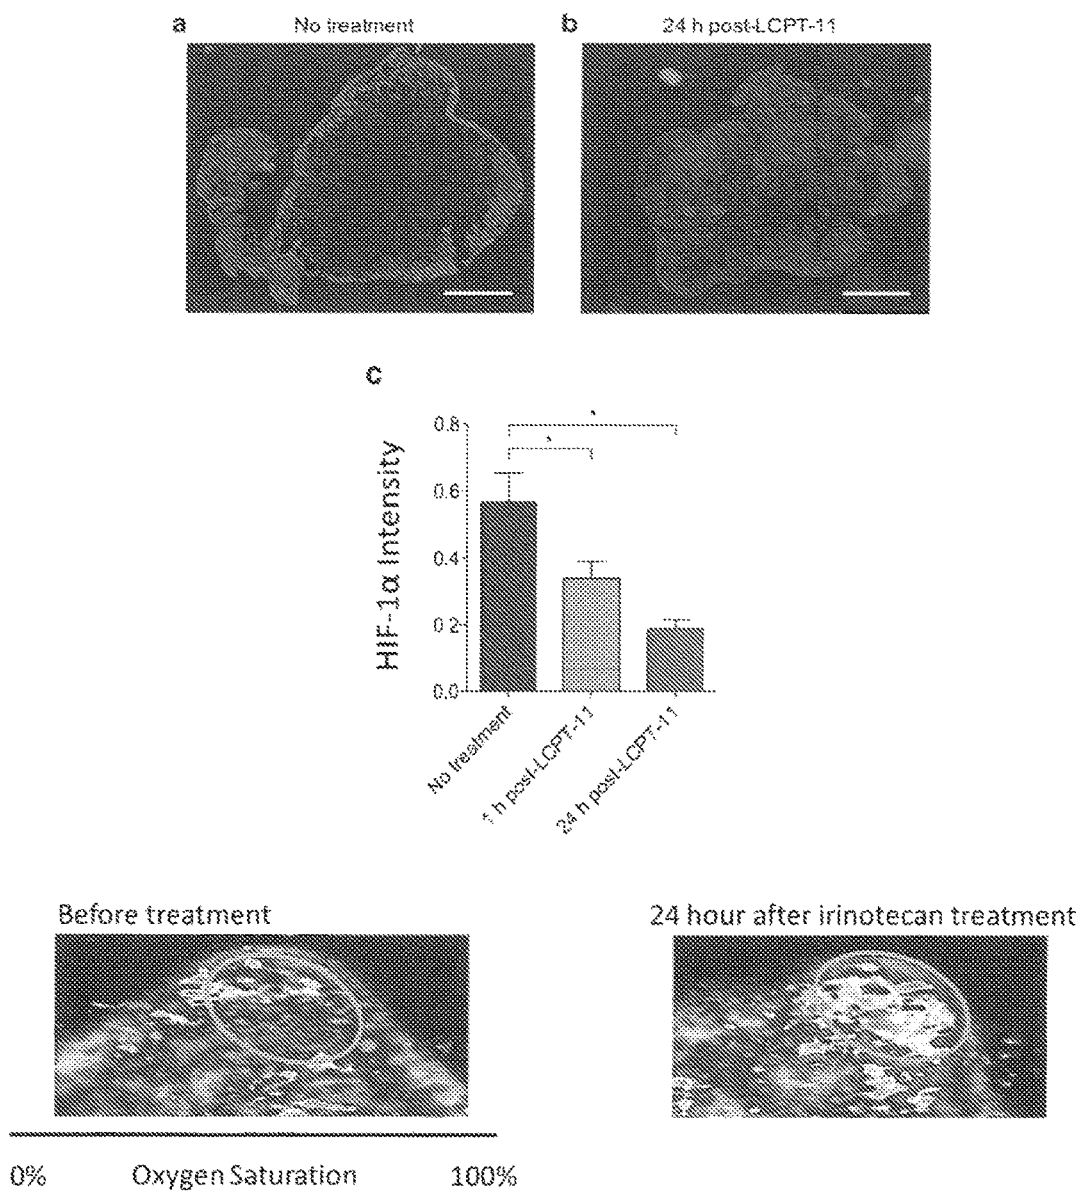 a No treatment b 24 h post-LCPT-11
c
HIF-1α Intensity
0.8
0.6
0.4
0.2
0.0
No treatment
1 h post-LCPT-11
24 h post-LCPT-11
Before treatment
24 hour after irinotecan treatment
0% Oxygen Saturation 100%